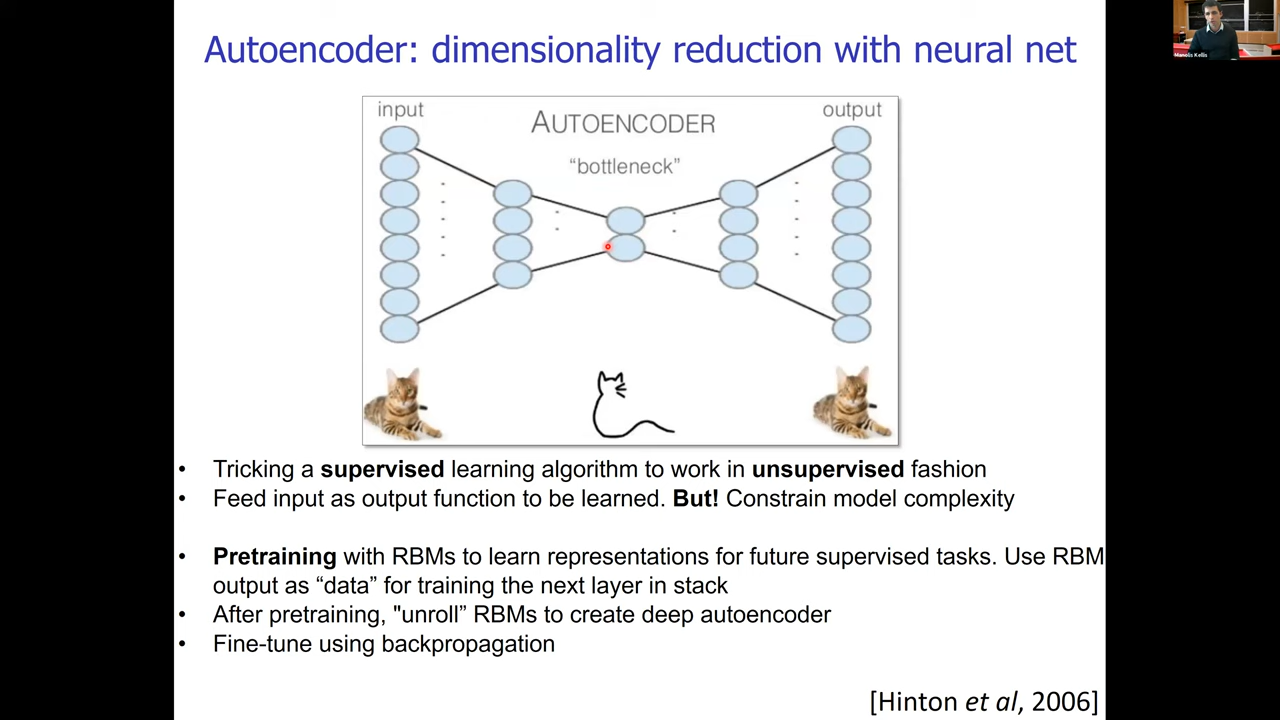 Manolis Kellis
Autoencoder: dimensionality reduction with neural net
input
AUTOENCODER
output
“bottleneck”
• Tricking a supervised learning algorithm to work in unsupervised fashion
• Feed input as output function to be learned. But! Constrain model complexity
• Pretraining with RBMs to learn representations for future supervised tasks. Use RBM
output as “data” for training the next layer in stack
• After pretraining, "unroll” RBMs to create deep autoencoder
• Fine-tune using backpropagation
[Hinton et al, 2006]